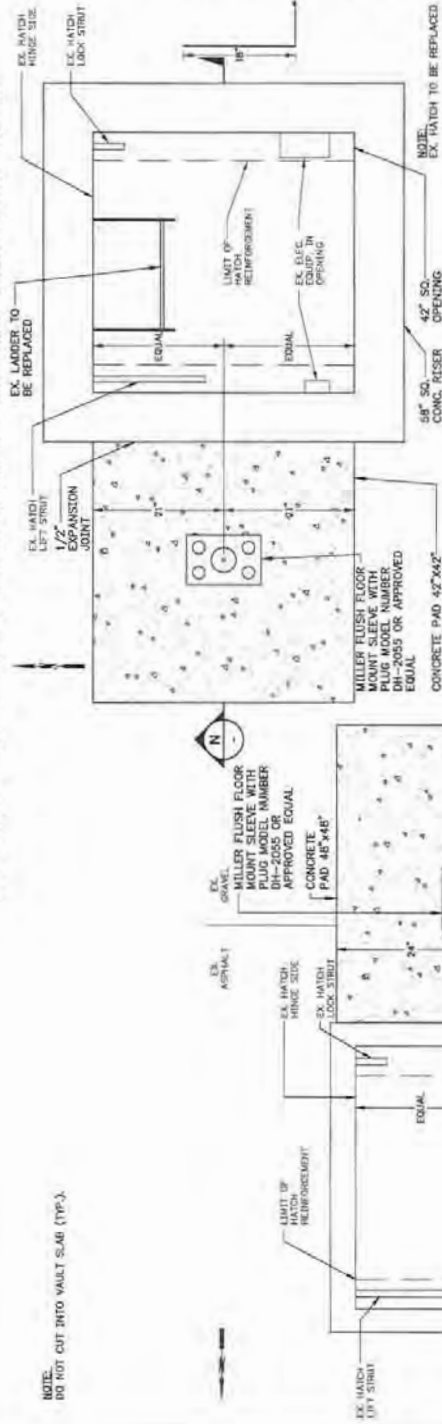 NOTE:
DO NOT CUT INTO VAULT SLAB (TYP.).
EX. HATCH
LIFT STRUT
LIMIT OF
HATCH
REINFORCEMENT
EX. HATCH
HINGE SIDE
EX. HATCH
LOCK STRUT
EQUAL
24"
EX.
ASPHALT
EX.
GRAVEL
MILLER FLUSH FLOOR
MOUNT SLEEVE WITH
PLUG MODEL NUMBER
DH-2055 OR
APPROVED EQUAL
CONCRETE
PAD 48"x48"
N
-
EX. HATCH
LIFT STRUT
1/2"
EXPANSION
JOINT
21"
21"
MILLER FLUSH FLOOR
MOUNT SLEEVE WITH
PLUG MODEL NUMBER
DH-2055 OR APPROVED
EQUAL
CONCRETE PAD 42"X42"
EX. LADDER TO
BE REPLACED
EX. HATCH
HINGE SIDE
EX. HATCH
LOCK STRUT
EQUAL
EQUAL
LIMIT OF
HATCH
REINFORCEMENT
EX. ELEC.
EQUIP. IN
OPENING
18"
58" SQ.
CONC. RISER
42" SQ.
OPENING
NOTE:
EX. HATCH TO BE REPLACED